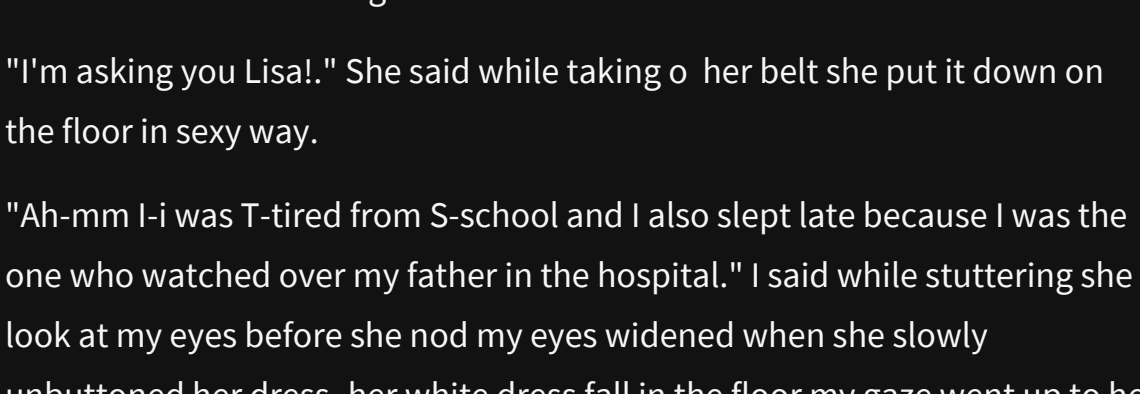 "I'm asking you Lisa!." She said while taking o her belt she put it down on
the floor in sexy way.
"Ah-mm I-i was T-tired from S-school and I also slept late because I was the
one who watched over my father in the hospital." I said while stuttering she
look at my eyes before she nod my eyes widened when she slowly
unbuttoned her dress her white dress fall in the floor my gaze went up to